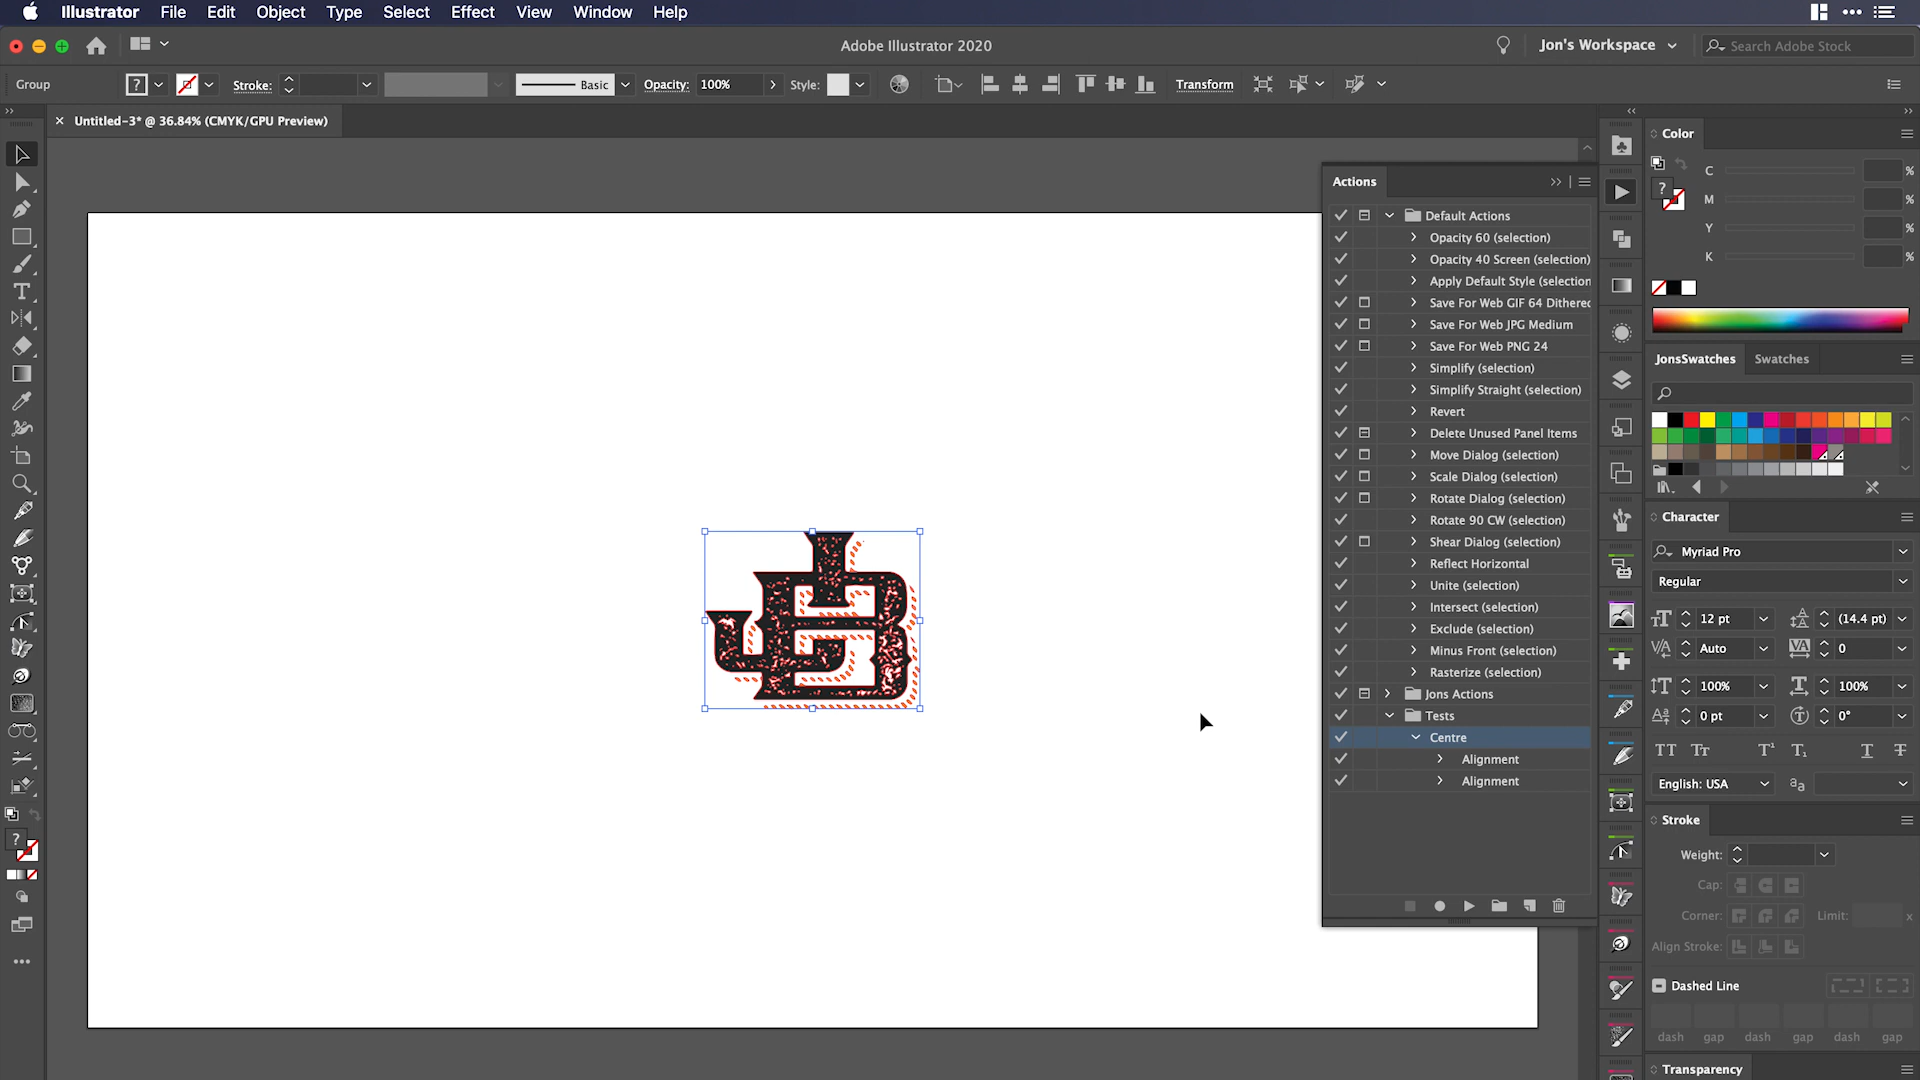 Illustrator File Edit Object Type Select Effect View Window Help
Adobe Illustrator 2020
Jon's Workspace
Search Adobe Stock
Group
?
Stroke:
Basic
Opacity: 100%
Style:
Transform
Untitled-3* @ 36.84% (CMYK/GPU Preview)
Actions
Default Actions
Opacity 60 (selection)
Opacity 40 Screen (selection)
Apply Default Style (selection
Save For Web GIF 64 Dithered
Save For Web JPG Medium
Save For Web PNG 24
Simplify (selection)
Simplify Straight (selection)
Revert
Delete Unused Panel Items
Move Dialog (selection)
Scale Dialog (selection)
Rotate Dialog (selection)
Rotate 90 CW (selection)
Shear Dialog (selection)
Reflect Horizontal
Unite (selection)
Intersect (selection)
Exclude (selection)
Minus Front (selection)
Rasterize (selection)
Jons Actions
Tests
Centre
Alignment
Alignment
Color
?
C %
M %
Y %
K %
JonsSwatches Swatches
Character
Myriad Pro
Regular
12 pt (14.4 pt)
Auto 0
100% 100%
0 pt 0°
English: USA
Stroke
Weight:
Cap:
Corner: Limit: x
Align Stroke:
Dashed Line
dash gap dash gap dash gap
Transparency
?